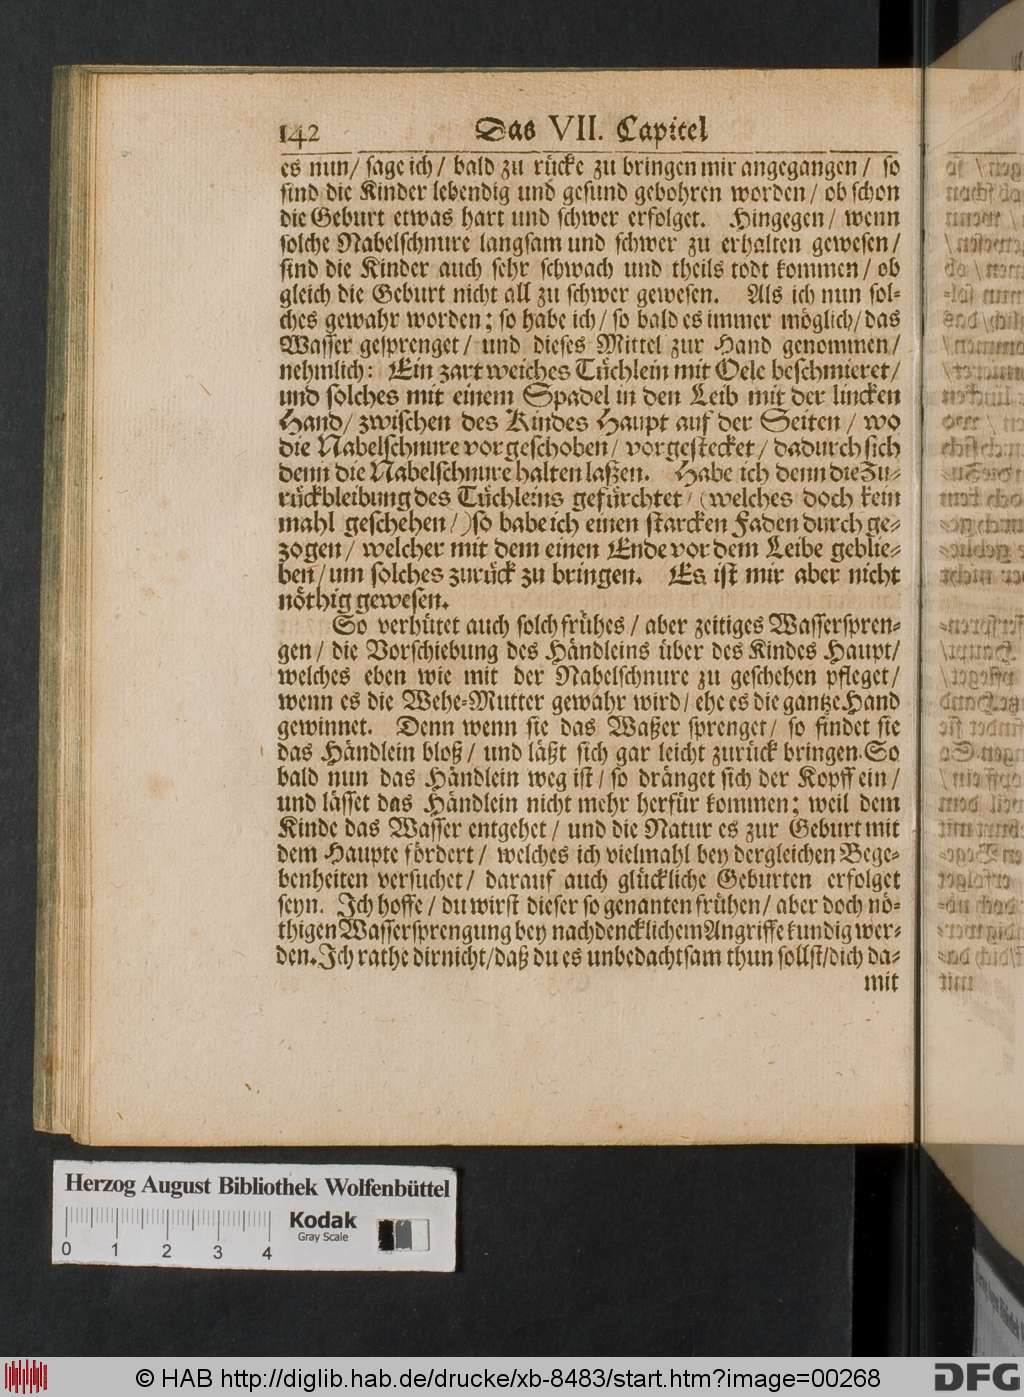 142 Das VII. Capitel
es nun/ sage ich/ bald zu rücke zu bringen mir angegangen/ so
sind die Kinder lebendig und gesund gebohren worden/ ob schon
die Geburt etwas hart und schwer erfolget. Hingegen/ wenn
solche Nabelschnure langsam und schwer zu erhalten gewesen/
sind die Kinder auch sehr schwach und theils todt kommen/ ob
gleich die Geburt nicht all zu schwer gewesen. Als ich nun sol-
ches gewahr worden; so habe ich/ so bald es immer möglich/ das
Wasser gesprenget/ und dieses Mittel zur Hand genommen/
nehmlich: Ein zart weiches Tüchlein mit Oele beschmieret/
und solches mit einem Spadel in den Leib mit der lincken
Hand/ zwischen des Kindes Haupt auf der Seiten/ wo
die Nabelschnure vorgeschoben/ vorgestecket/ dadurch sich
denn die Nabelschnure halten laßen. Habe ich denn die Zu-
rückbleibung des Tüchleins gefürchtet/ (welches doch kein
mahl geschehen/) so habe ich einen starcken Faden durch ge-
zogen/ welcher mit dem einen Ende vor dem Leibe geblie-
ben/ um solches zurück zu bringen. Es ist mir aber nicht
nöthig gewesen.
So verhütet auch solch frühes/ aber zeitiges Wasserspren-
gen/ die Vorschiebung des Händleins über des Kindes Haupt/
welches eben wie mit der Nabelschnure zu geschehen pfleget/
wenn es die Wehe-Mutter gewahr wird/ ehe es die gantze Hand
gewinnet. Denn wenn sie das Waßer sprenget/ so findet sie
das Händlein bloß/ und läßt sich gar leicht zurück bringen. So
bald nun das Händlein weg ist/ so dränget sich der Kopff ein/
und lässet das Händlein nicht mehr herfür kommen; weil dem
Kinde das Wasser entgehet/ und die Natur es zur Geburt mit
dem Haupte fördert/ welches ich vielmahl bey dergleichen Bege-
benheiten versuchet/ darauf auch glückliche Geburten erfolget
seyn. Ich hoffe/ du wirst dieser so genanten frühen/ aber doch nö-
thigen Wassersprengung bey nachdencklichem Angriffe kundig wer-
den. Ich rathe dir nicht/ daß du es unbedachtsam thun sollst/ dich da-
mit
Herzog August Bibliothek Wolfenbüttel
Kodak
Gray Scale
0 1 2 3 4
© HAB http://diglib.hab.de/drucke/xb-8483/start.htm?image=00268
DFG